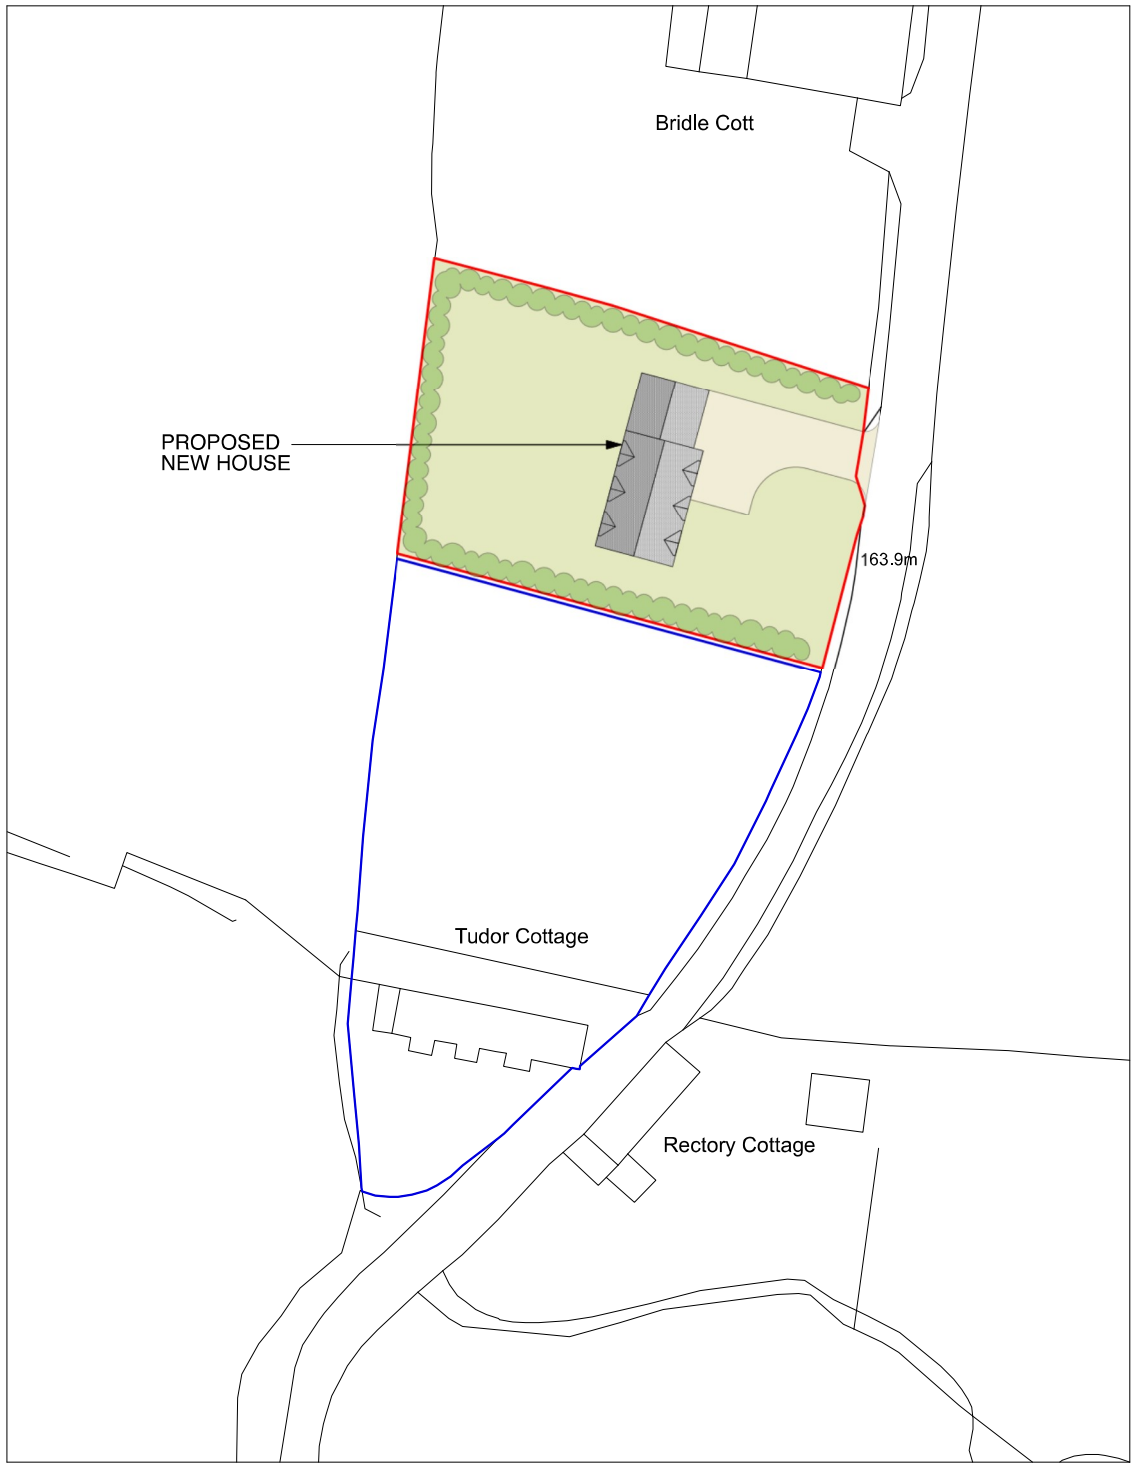 Bridle Cott
PROPOSED
NEW HOUSE
163.9m
Tudor Cottage
Rectory Cottage